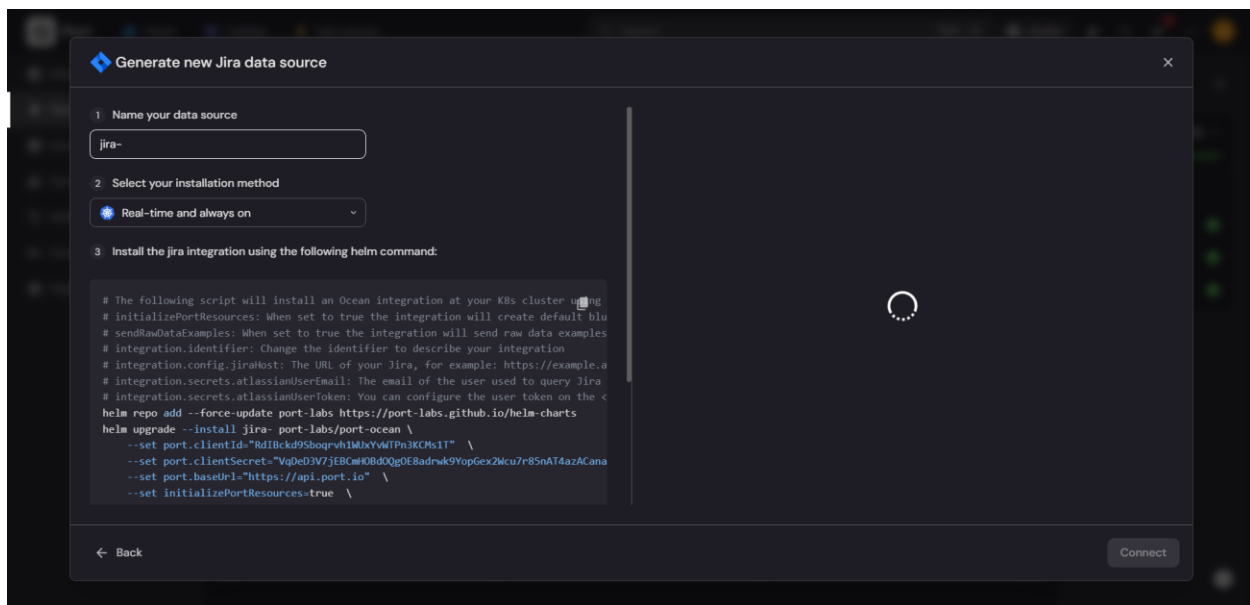 Generate new Jira data source
1 Name your data source
jira-
2 Select your installation method
Real-time and always on
3 Install the jira integration using the following helm command:
# The following script will install an Ocean integration at your K8s cluster using
# initializePortResources: When set to true the integration will create default blu
# sendRawDataExamples: When set to true the integration will send raw data examples
# integration.identifier: Change the identifier to describe your integration
# integration.config.jiraHost: The URL of your Jira, for example: https://example.a
# integration.secrets.atlassianUserEmail: The email of the user used to query Jira
# integration.secrets.atlassianUserToken: You can configure the user token on the <
helm repo add --force-update port-labs https://port-labs.github.io/helm-charts
helm upgrade --install jira- port-labs/port-ocean \
--set port.clientId="RdIBckd9Sboqrvh1WUxYvWTPn3KCMs1T" \
--set port.clientSecret="VqDeD3V7jEBCmHOBdOQgOE8adrwk9YopGex2Wcu7r85nAT4azACana
--set port.baseUrl="https://api.port.io" \
--set initializePortResources=true \
Back
Connect